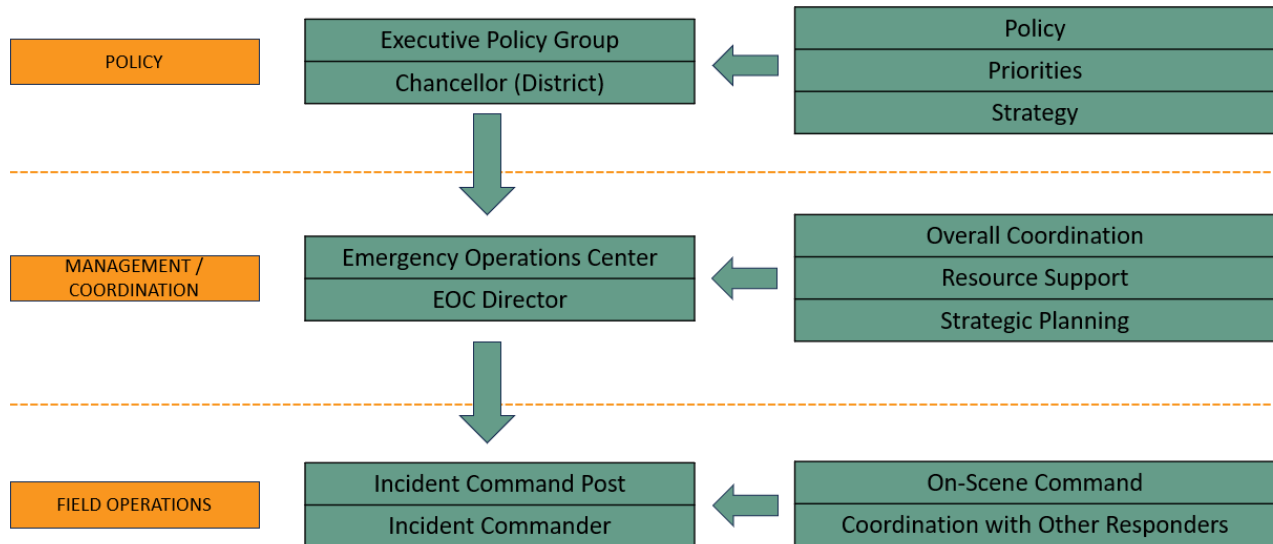 POLICY
Executive Policy Group
Chancellor (District)
Policy
Priorities
Strategy
MANAGEMENT /
COORDINATION
Emergency Operations Center
EOC Director
Overall Coordination
Resource Support
Strategic Planning
FIELD OPERATIONS
Incident Command Post
Incident Commander
On-Scene Command
Coordination with Other Responders